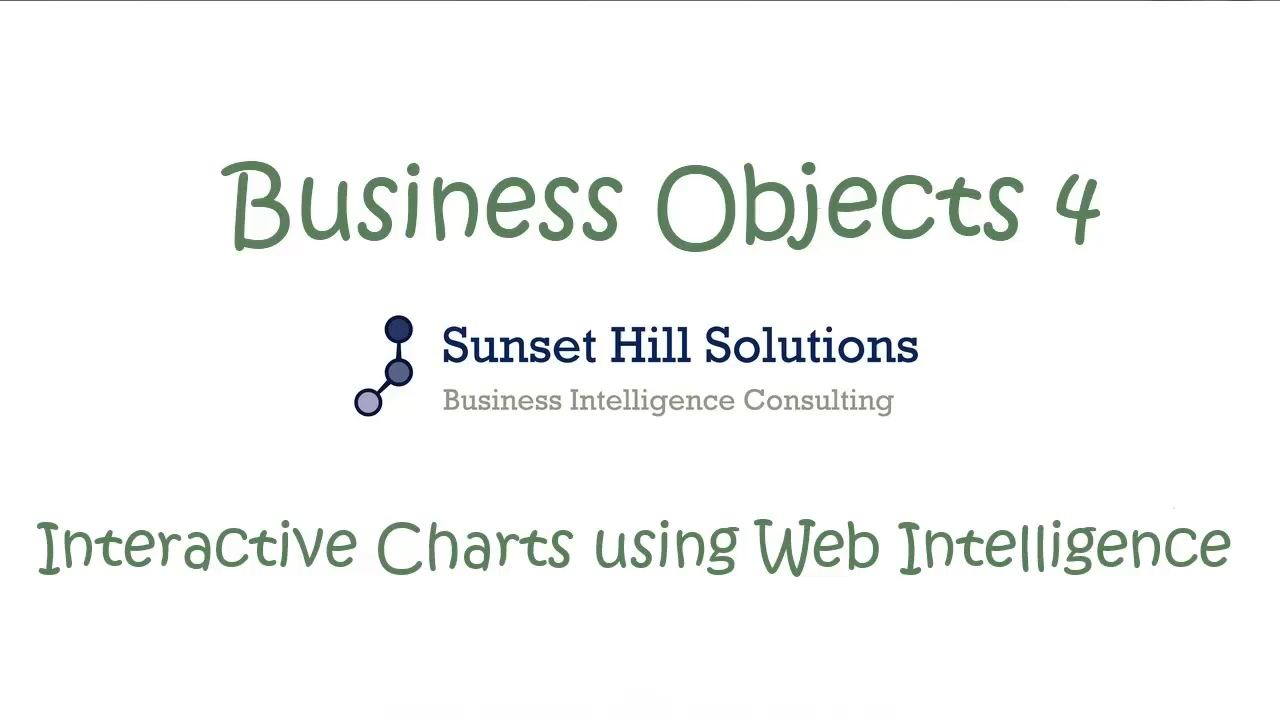 Business Objects 4
Sunset Hill Solutions
Business Intelligence Consulting
Interactive Charts using Web Intelligence